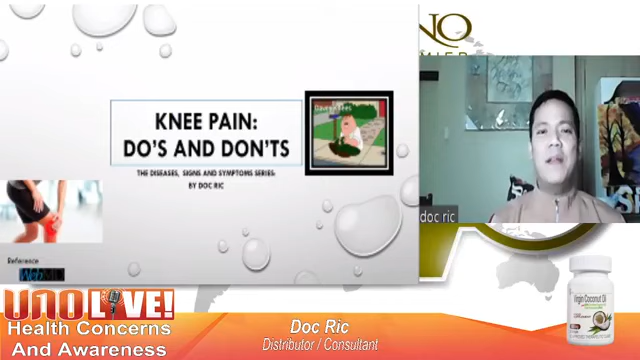 KNEE PAIN:
DO'S AND DON'TS
THE DISEASES, SIGNS AND SYMPTOMS SERIES:
BY DOC RIC
Reference
doc ric
UNO LIVE!
Health Concerns
And Awareness
Doc Ric
Distributor / Consultant
Virgin Coconut Oil